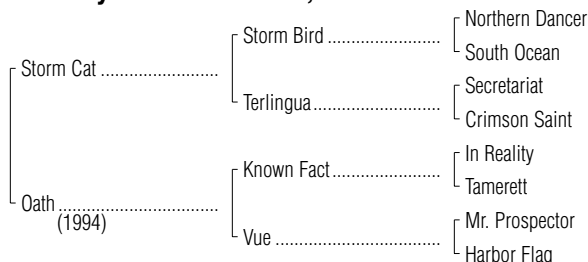 Northern Dancer
Storm Bird ........................
South Ocean
Storm Cat ........................
Secretariat
Terlingua ........................
Crimson Saint
In Reality
Known Fact ........................
Tamerett
Oath ........................
(1994)
Mr. Prospector
Vue ........................
Harbor Flag